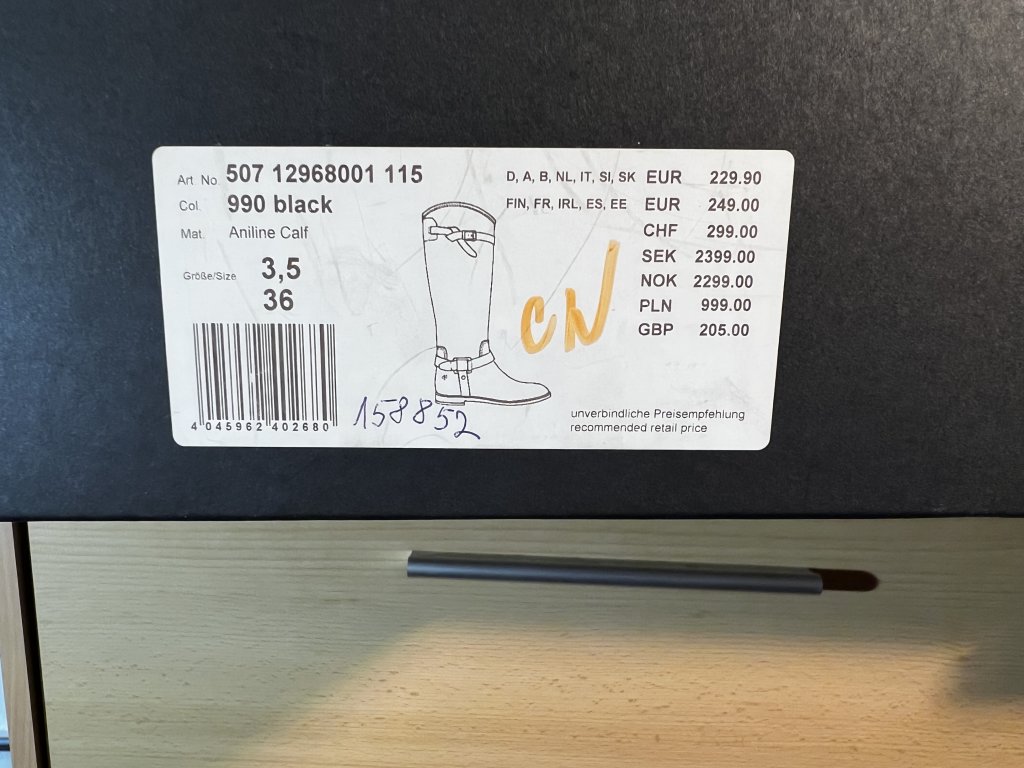 Art. No. 507 12968001 115
Col. 990 black
Mat. Aniline Calf
Größe/Size 3,5
36
4 045962 402680
158852
CN
D, A, B, NL, IT, SI, SK EUR 229.90
FIN, FR, IRL, ES, EE EUR 249.00
CHF 299.00
SEK 2399.00
NOK 2299.00
PLN 999.00
GBP 205.00
unverbindliche Preisempfehlung
recommended retail price